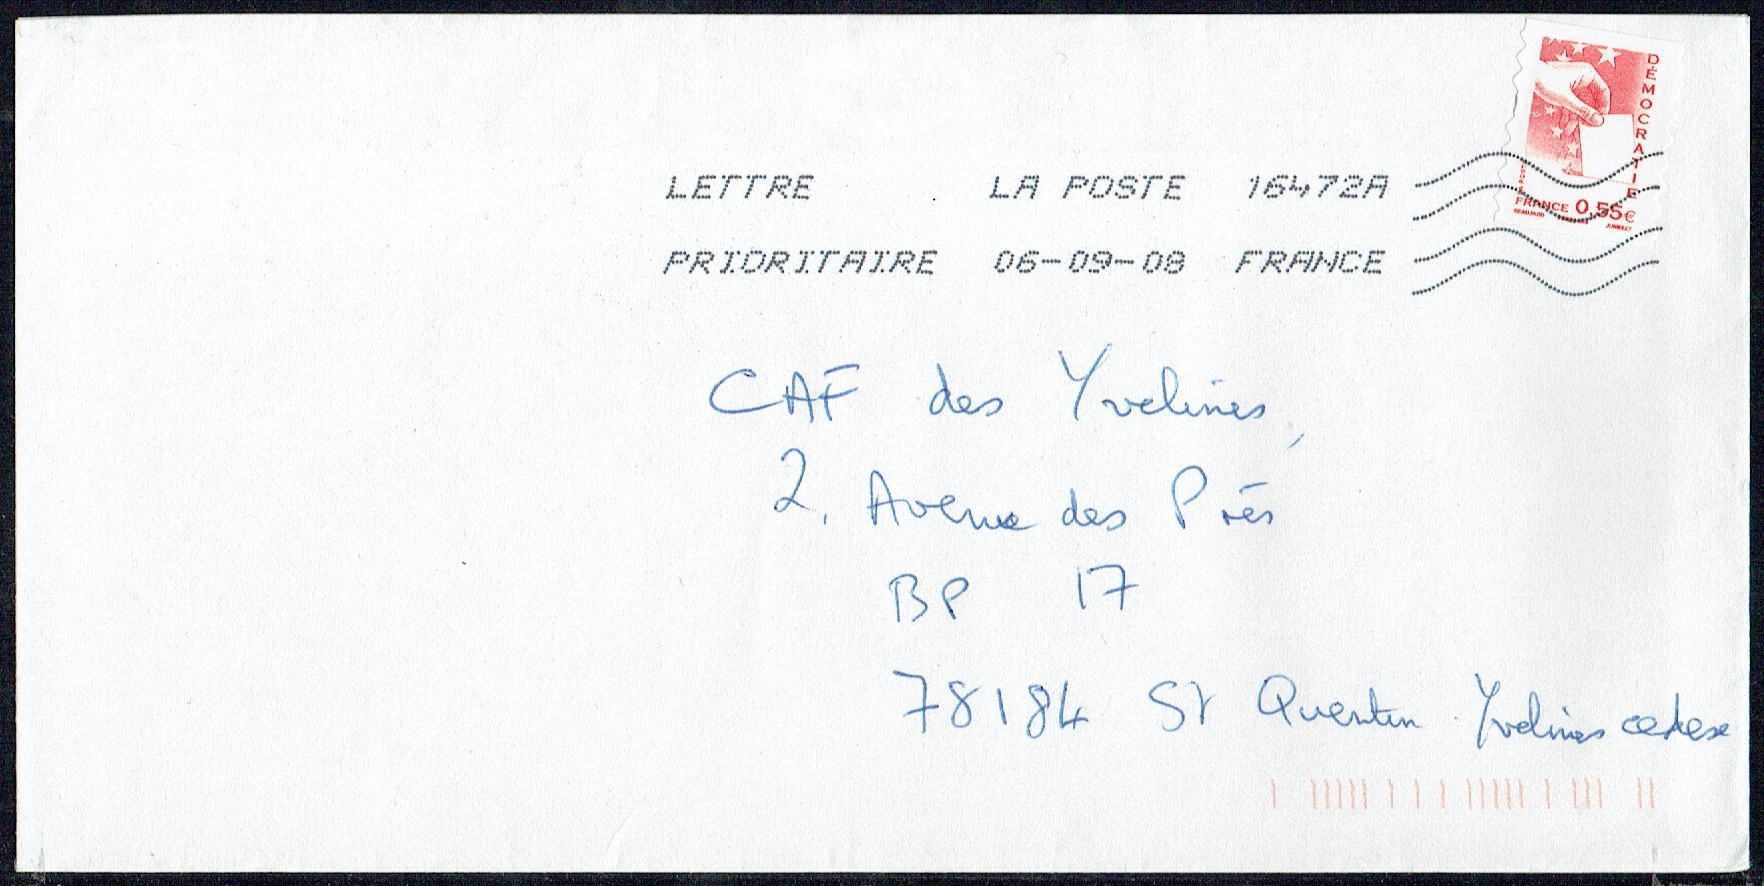 DÉMOCRATIE
FRANCE 0,55€
LETTRE LA POSTE 16472A
PRIORITAIRE 06-09-08 FRANCE
CAF des Yvelines,
2, Avenue des Prés
BP 17
78184 St Quentin Yvelines cedex